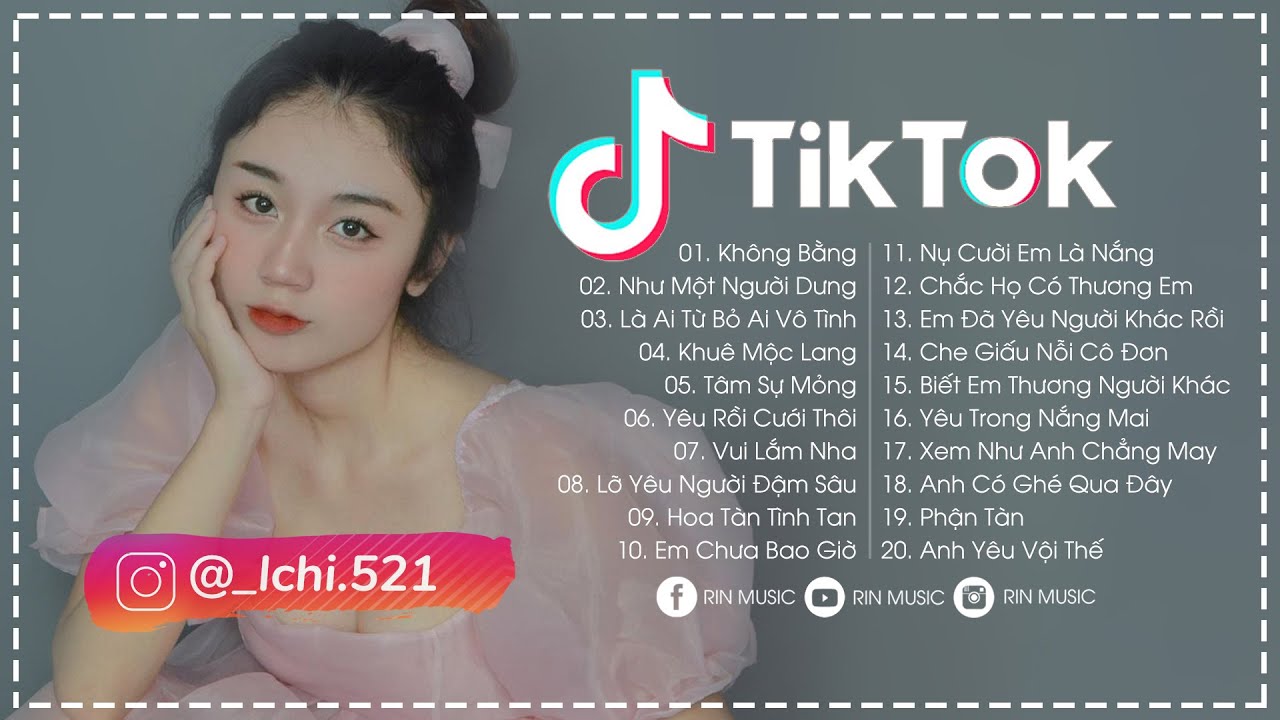 TikTok
01. Không Bằng
02. Như Một Người Dưng
03. Là Ai Từ Bỏ Ai Vô Tình
04. Khuê Mộc Lang
05. Tâm Sự Mỏng
06. Yêu Rồi Cưới Thôi
07. Vui Lắm Nha
08. Lỡ Yêu Người Đậm Sâu
09. Hoa Tàn Tình Tan
10. Em Chưa Bao Giờ
11. Nụ Cười Em Là Nắng
12. Chắc Họ Có Thương Em
13. Em Đã Yêu Người Khác Rồi
14. Che Giấu Nỗi Cô Đơn
15. Biết Em Thương Người Khác
16. Yêu Trong Nắng Mai
17. Xem Như Anh Chẳng May
18. Anh Có Ghé Qua Đây
19. Phận Tàn
20. Anh Yêu Vội Thế
@_Ichi.521
RIN MUSIC RIN MUSIC RIN MUSIC